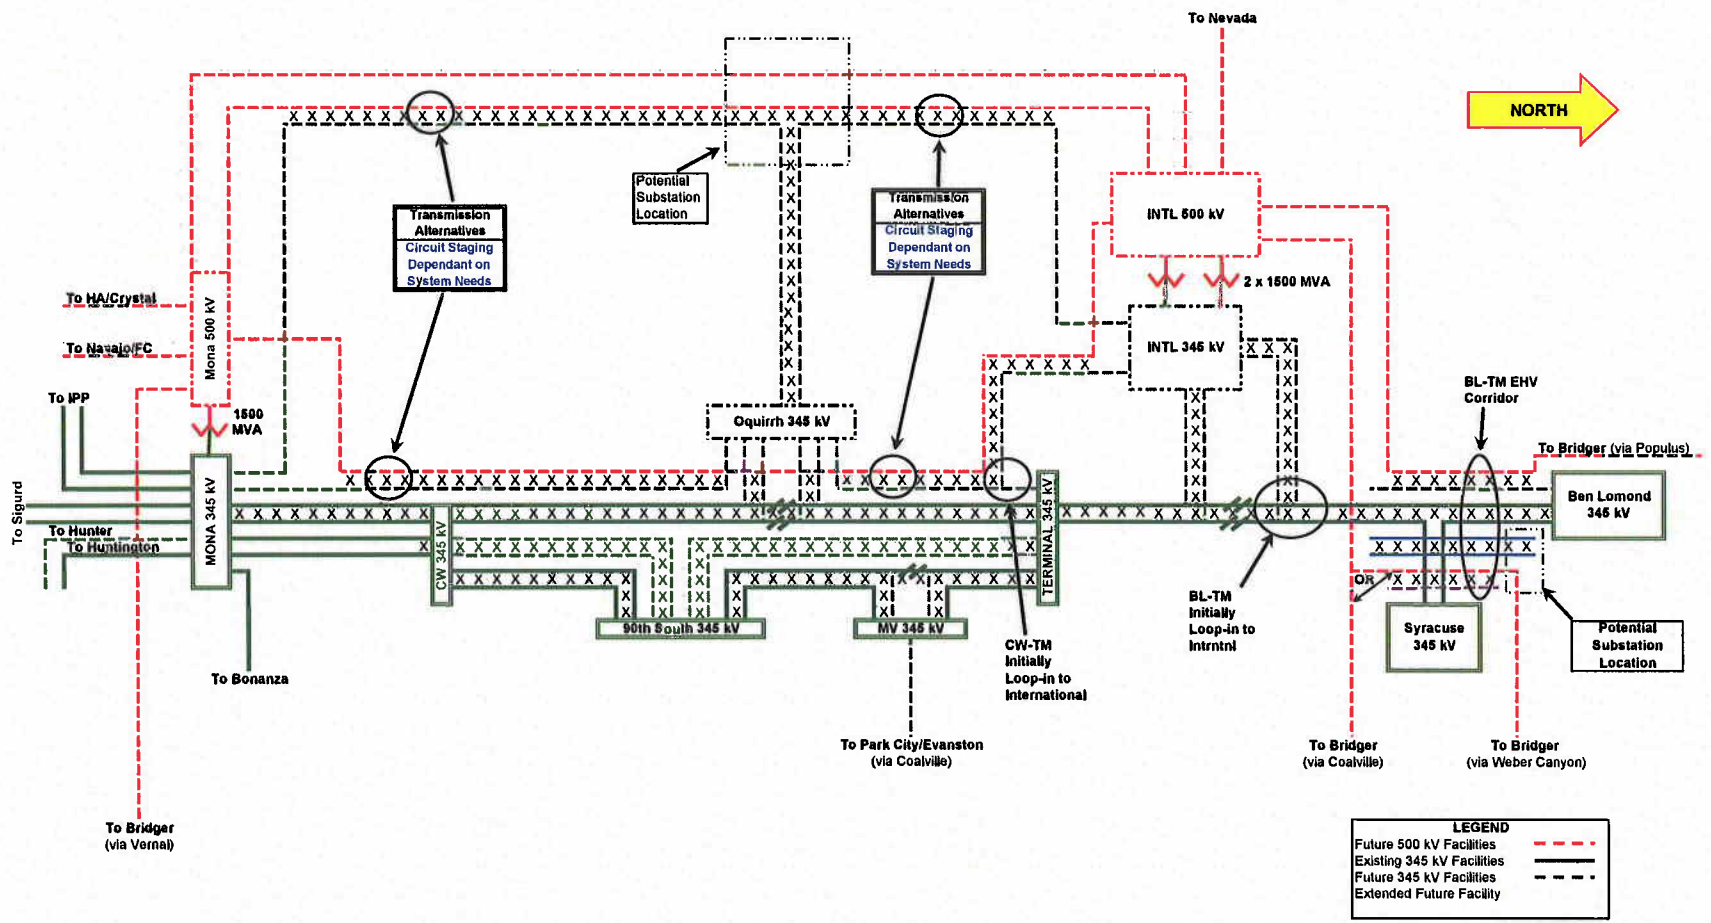 To Nevada
NORTH
Potential
Substation
Location
Transmission
Alternatives
Circuit Staging
Dependant on
System Needs
Transmission
Alternatives
Circuit Staging
Dependant on
System Needs
INTL 500 kV
2 x 1500 MVA
INTL 345 kV
To HA/Crystal
To Navajo/FC
Mona 500 kV
To IPP
1500
MVA
Oquirrh 345 kV
BL-TM EHV
Corridor
To Bridger (via Populus)
Ben Lomond
345 kV
To Sigurd
MONA 345 kV
To Hunter
To Huntington
CW 345 kV
TERMINAL 345 kV
OR
90th South 345 kV
MV 345 kV
Syracuse
345 kV
Potential
Substation
Location
BL-TM
Initially
Loop-in to
Intrntnl
CW-TM
Initially
Loop-in to
International
To Bonanza
To Park City/Evanston
(via Coalville)
To Bridger
(via Coalville)
To Bridger
(via Weber Canyon)
To Bridger
(via Vernal)
LEGEND
Future 500 kV Facilities
Existing 345 kV Facilities
Future 345 kV Facilities
Extended Future Facility